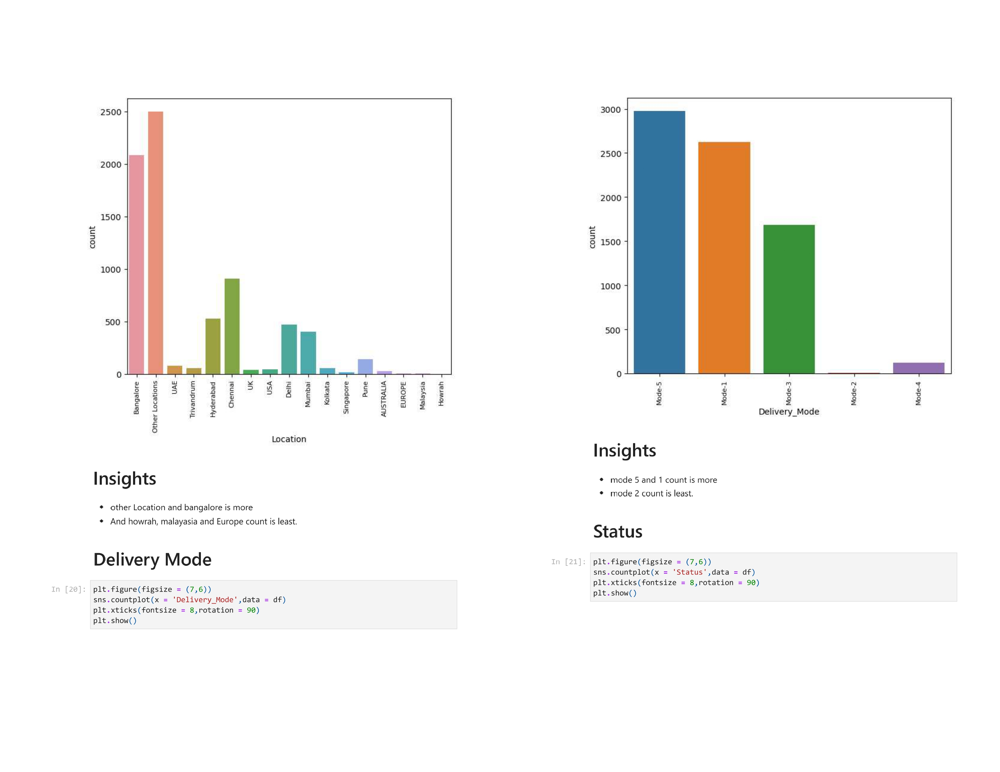 2500
2000
1500
1000
500
0
count
Bangalore
Other Locations
UAE
Trivandrum
Hyderabad
Chennai
UK
USA
Delhi
Mumbai
Kolkata
Singapore
Pune
AUSTRALIA
EUROPE
Malaysia
Howrah
Location
Insights
• other Location and bangalore is more
• And howrah, malayasia and Europe count is least.
Delivery Mode
In [20]: plt.figure(figsize = (7,6))
sns.countplot(x = 'Delivery_Mode',data = df)
plt.xticks(fontsize = 8,rotation = 90)
plt.show()
3000
2500
2000
1500
1000
500
0
count
Mode-5
Mode-1
Mode-3
Mode-2
Mode-4
Delivery_Mode
Insights
• mode 5 and 1 count is more
• mode 2 count is least.
Status
In [21]: plt.figure(figsize = (7,6))
sns.countplot(x = 'Status',data = df)
plt.xticks(fontsize = 8,rotation = 90)
plt.show()